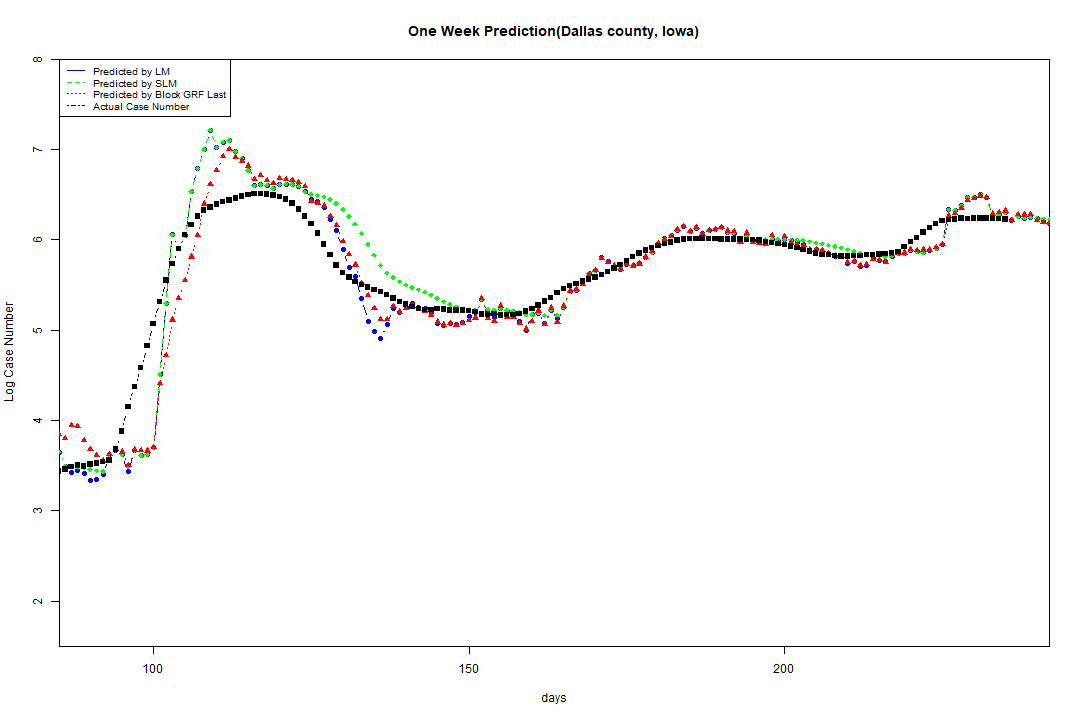 One Week Prediction(Dallas county, Iowa)
Predicted by LM
Predicted by SLM
Predicted by Block GRF Last
Actual Case Number
8
7
6
5
4
3
2
Log Case Number
100 150 200
days